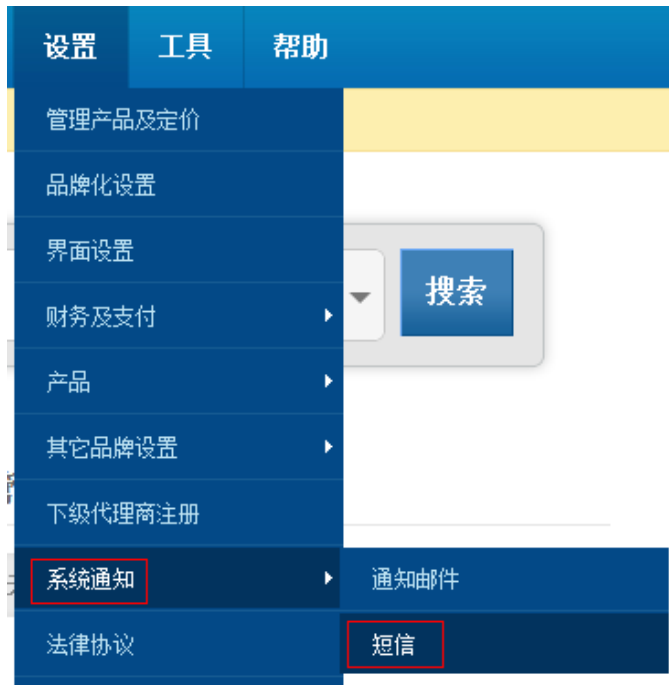 设置 工具 帮助
管理产品及定价
品牌化设置
界面设置
搜索
财务及支付
产品
其它品牌设置
下级代理商注册
系统通知 通知邮件
法律协议 短信